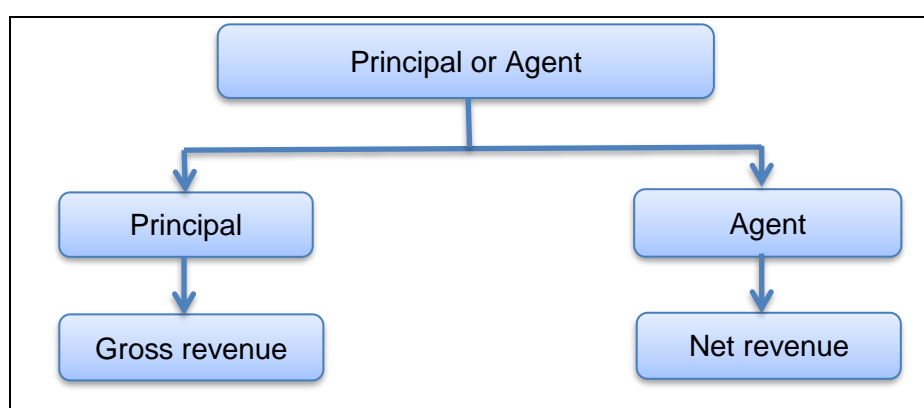 Principal or Agent
Principal
Agent
Gross revenue
Net revenue